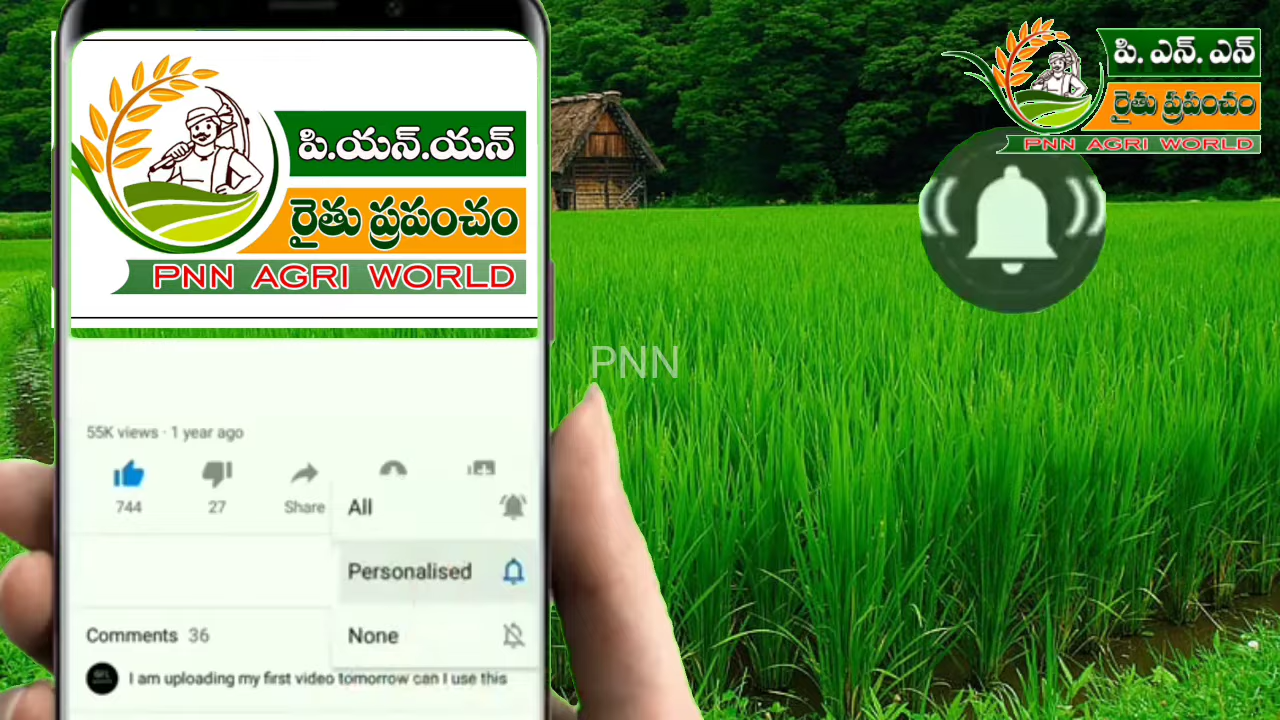 పి.యన్.యన్
రైతు ప్రపంచం
PNN AGRI WORLD
పి. ఎన్. ఎన్
రైతు ప్రపంచం
PNN AGRI WORLD
PNN
55K views · 1 year ago
744
27
Share
All
Personalised
None
Comments 36
I am uploading my first video tomorrow can I use this